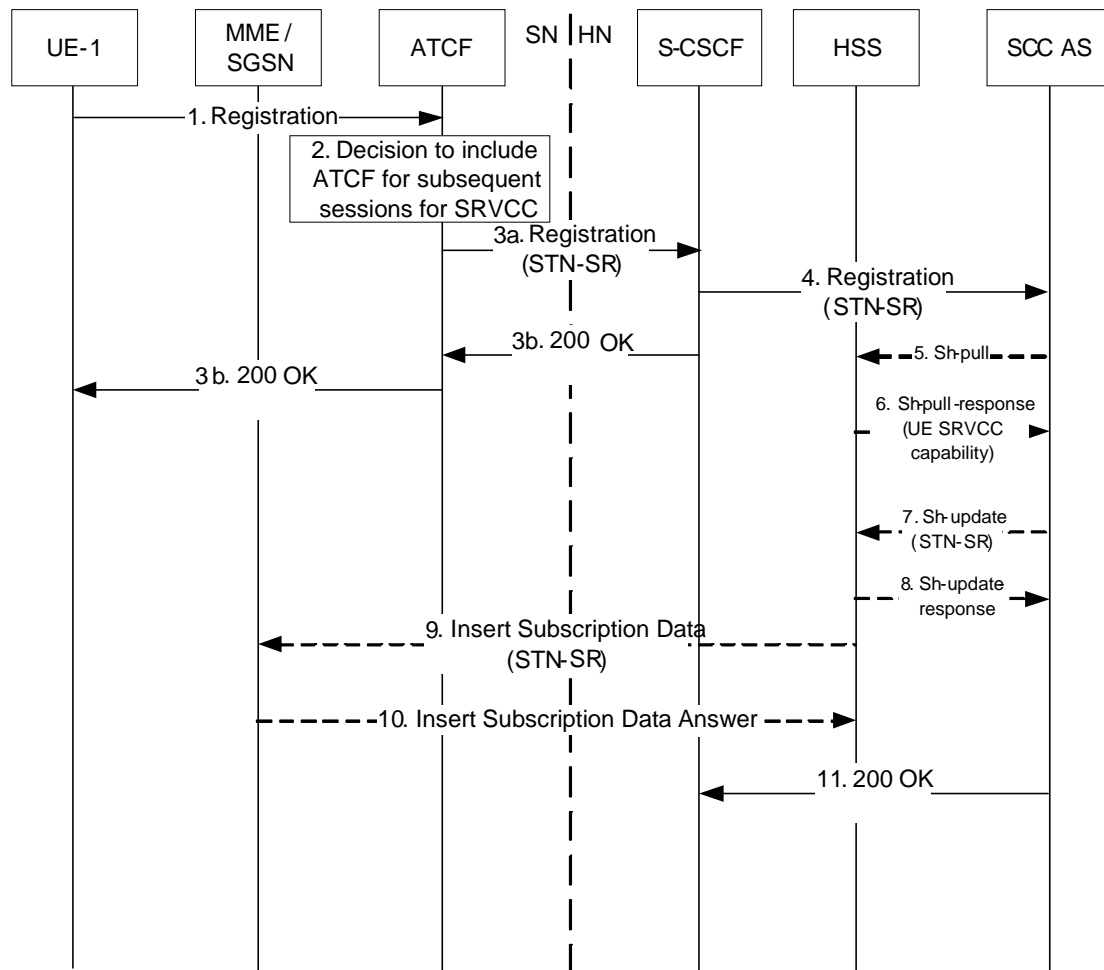 UE-1
MME /
SGSN
ATCF
SN
HN
S-CSCF
HSS
SCC AS
1. Registration
2. Decision to include
ATCF for subsequent
sessions for SRVCC
3a. Registration
(STN-SR)
4. Registration
(STN-SR)
3b. 200 OK
5. Sh-pull
3b. 200 OK
6. Sh-pull-response
(UE SRVCC
capability)
7. Sh-update
(STN-SR)
8. Sh-update
response
9. Insert Subscription Data
(STN-SR)
10. Insert Subscription Data Answer
11. 200 OK